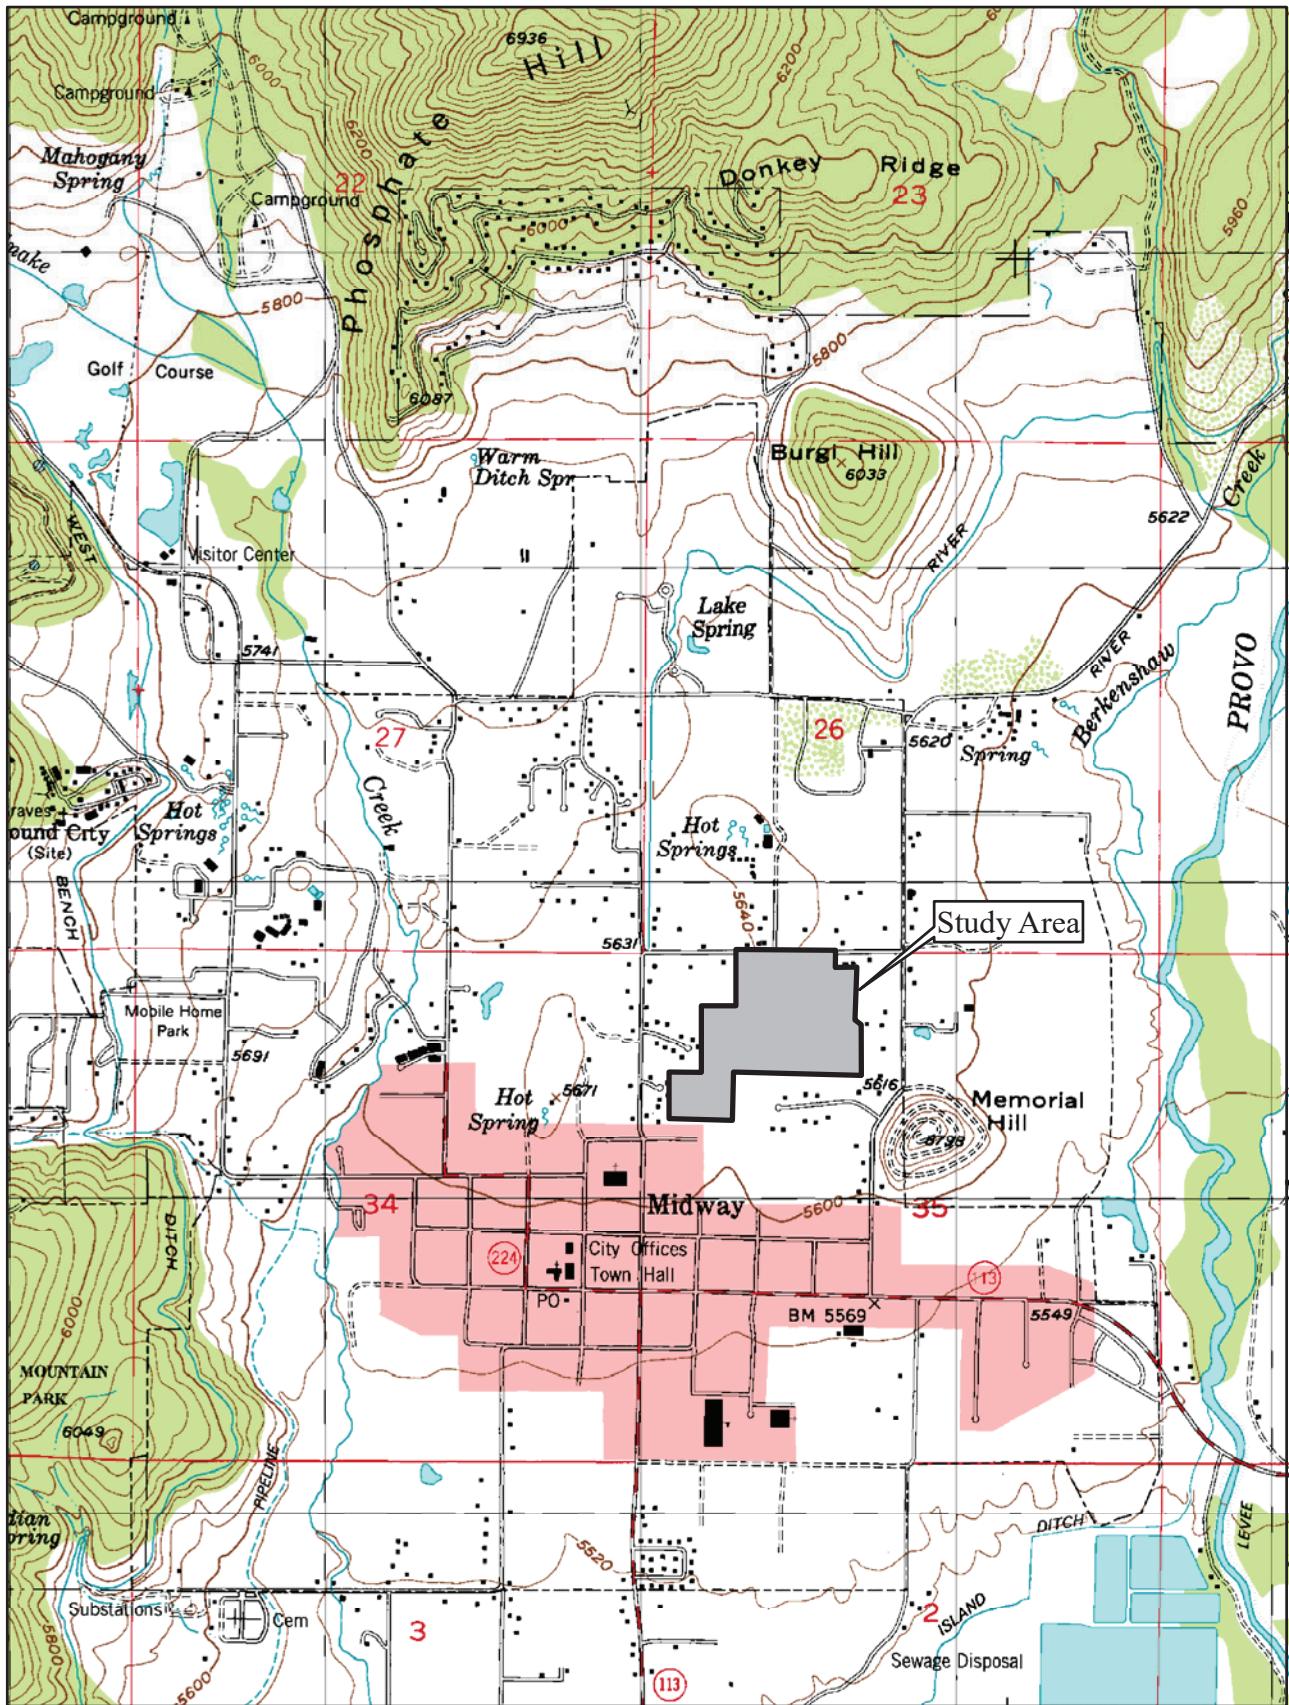 Campground
6936
Hill
6000
6200
Campground
6200
Phosphate
Mahogany
Spring
22
Donkey Ridge
23
Campground
6000
5960
5800
5800
Golf Course
6087
Burgi Hill
6033
Warm
Ditch Spr
Creek
5622
WEST
Visitor Center
RIVER
Lake
Spring
5741
RIVER
Berkenshaw
PROVO
27
26
5620
Spring
Creek
Hot
Springs
Hot
Springs
raves
ound City
(Site)
BENCH
5640
Study Area
5631
Mobile Home
Park
5691
5671
Hot
Spring
5616
Memorial
Hill
34
Midway
5600
35
DITCH
224
City Offices
Town Hall
113
PO
BM 5569
5549
6000
MOUNTAIN
PARK
6049
PIPELINE
dian
pring
DITCH
LEVEE
5520
Substations
Cem
3
2
ISLAND
5800
5600
Sewage Disposal
113